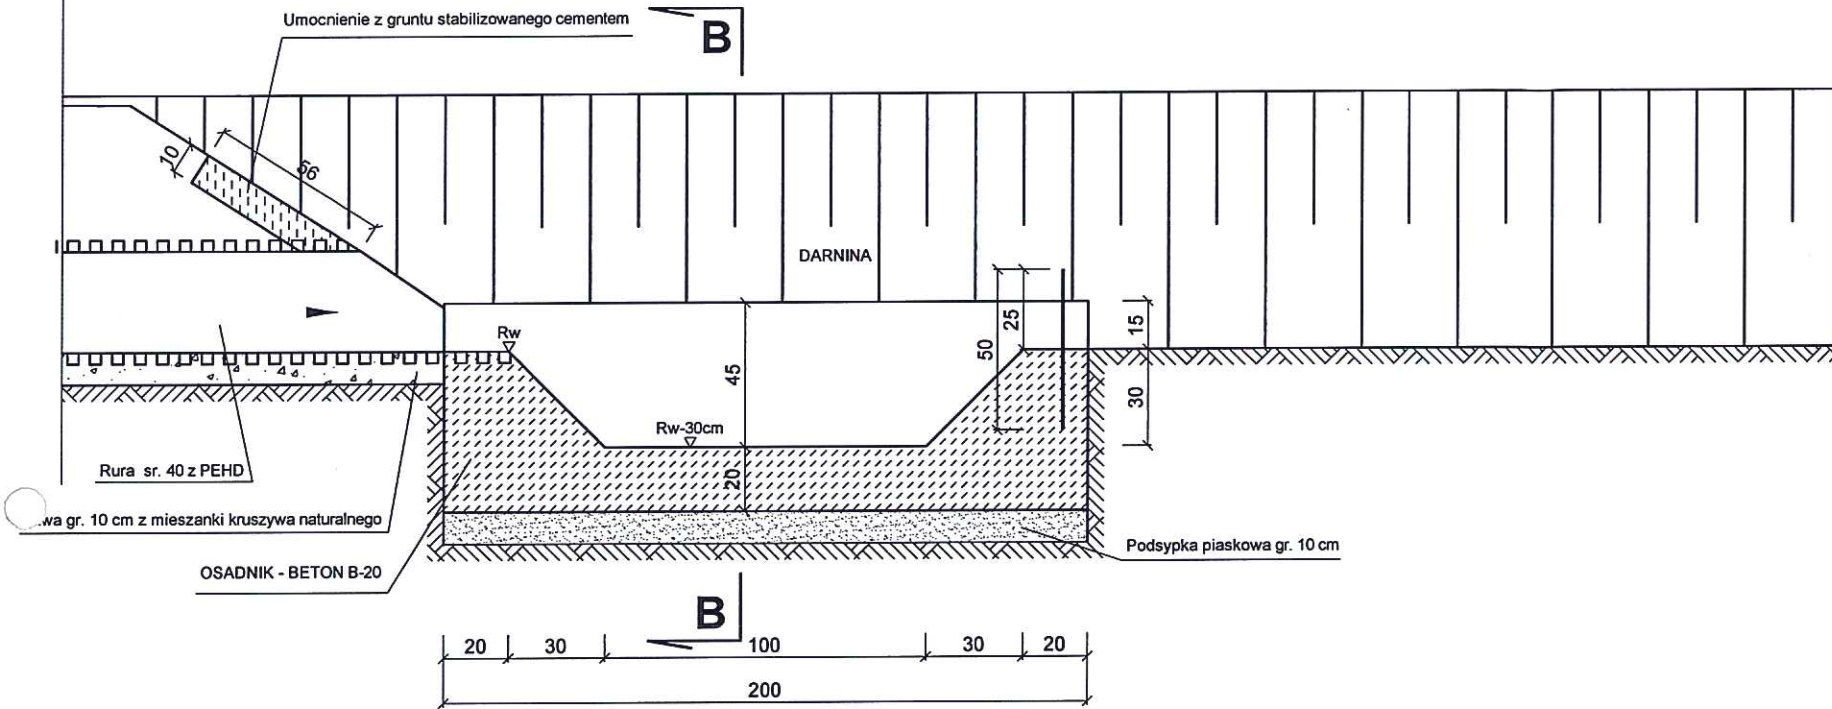 Umocnienie z gruntu stabilizowanego cementem
B
10
56
DARNINA
Rw
25
50
15
45
30
Rw-30cm
20
Rura sr. 40 z PEHD
gr. 10 cm z mieszanki kruszywa naturalnego
OSADNIK - BETON B-20
Podsypka piaskowa gr. 10 cm
B
20 30 100 30 20
200